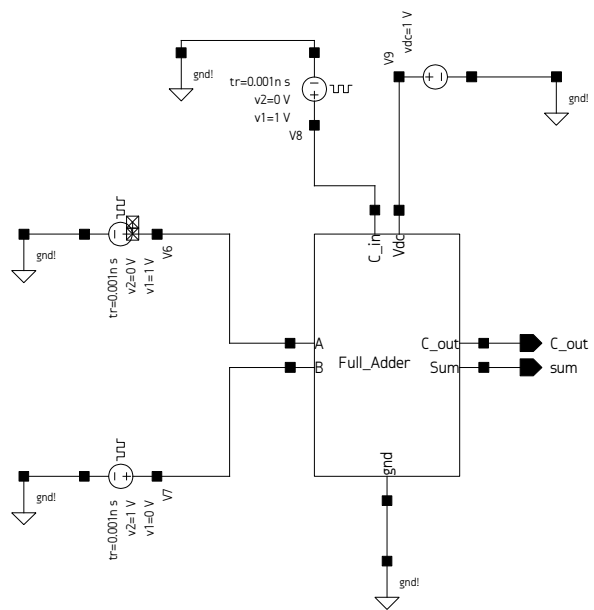 vdc=1 V
V9
+ −
gnd!
tr=0.001n s
v2=0 V
v1=1 V
V8
−
+
gnd!
C_in
Vdc
gnd!
−
V6
v1=1 V
v2=0 V
tr=0.001n s
A
B
Full_Adder
C_out
Sum
C_out
sum
gnd
gnd!
− +
V7
v1=0 V
v2=1 V
tr=0.001n s
gnd!